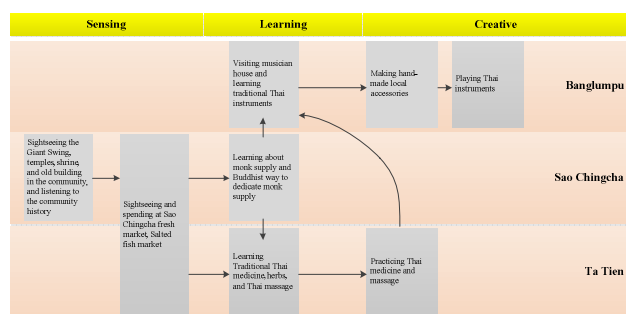 Sensing
Learning
Creative
Visiting musician
house and
learning
traditional Thai
instruments
Making hand-
made local
accessories
Playing Thai
instruments
Banglumpu
Sightseeing the
Giant Swing,
temples, shrine,
and old building
in the community,
and listening to
the community
history
Sightseeing and
spending at Sao
Chingcha fresh
market, Salted
fish market
Learning about
monk supply and
Buddhist way to
dedicate monk
supply
Sao Chingcha
Learning
Traditional Thai
medicine, herbs,
and Thai massage
Practicing Thai
medicine and
massage
Ta Tien